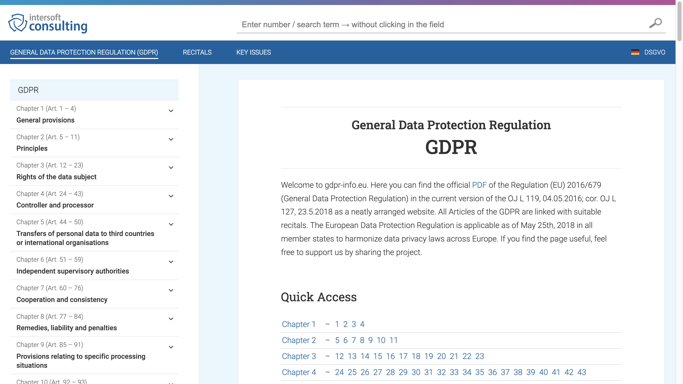 intersoft
consulting
Enter number / search term → without clicking in the field
GENERAL DATA PROTECTION REGULATION (GDPR) RECITALS KEY ISSUES DSGVO
GDPR
Chapter 1 (Art. 1 – 4)
General provisions
Chapter 2 (Art. 5 – 11)
Principles
Chapter 3 (Art. 12 – 23)
Rights of the data subject
Chapter 4 (Art. 24 – 43)
Controller and processor
Chapter 5 (Art. 44 – 50)
Transfers of personal data to third countries
or international organisations
Chapter 6 (Art. 51 – 59)
Independent supervisory authorities
Chapter 7 (Art. 60 – 76)
Cooperation and consistency
Chapter 8 (Art. 77 – 84)
Remedies, liability and penalties
Chapter 9 (Art. 85 – 91)
Provisions relating to specific processing
situations
Chapter 10 (Art. 92 – 93)
General Data Protection Regulation
GDPR
Welcome to gdpr-info.eu. Here you can find the official PDF of the Regulation (EU) 2016/679
(General Data Protection Regulation) in the current version of the OJ L 119, 04.05.2016; cor. OJ L
127, 23.5.2018 as a neatly arranged website. All Articles of the GDPR are linked with suitable
recitals. The European Data Protection Regulation is applicable as of May 25th, 2018 in all
member states to harmonize data privacy laws across Europe. If you find the page useful, feel
free to support us by sharing the project.
Quick Access
Chapter 1 – 1 2 3 4
Chapter 2 – 5 6 7 8 9 10 11
Chapter 3 – 12 13 14 15 16 17 18 19 20 21 22 23
Chapter 4 – 24 25 26 27 28 29 30 31 32 33 34 35 36 37 38 39 40 41 42 43